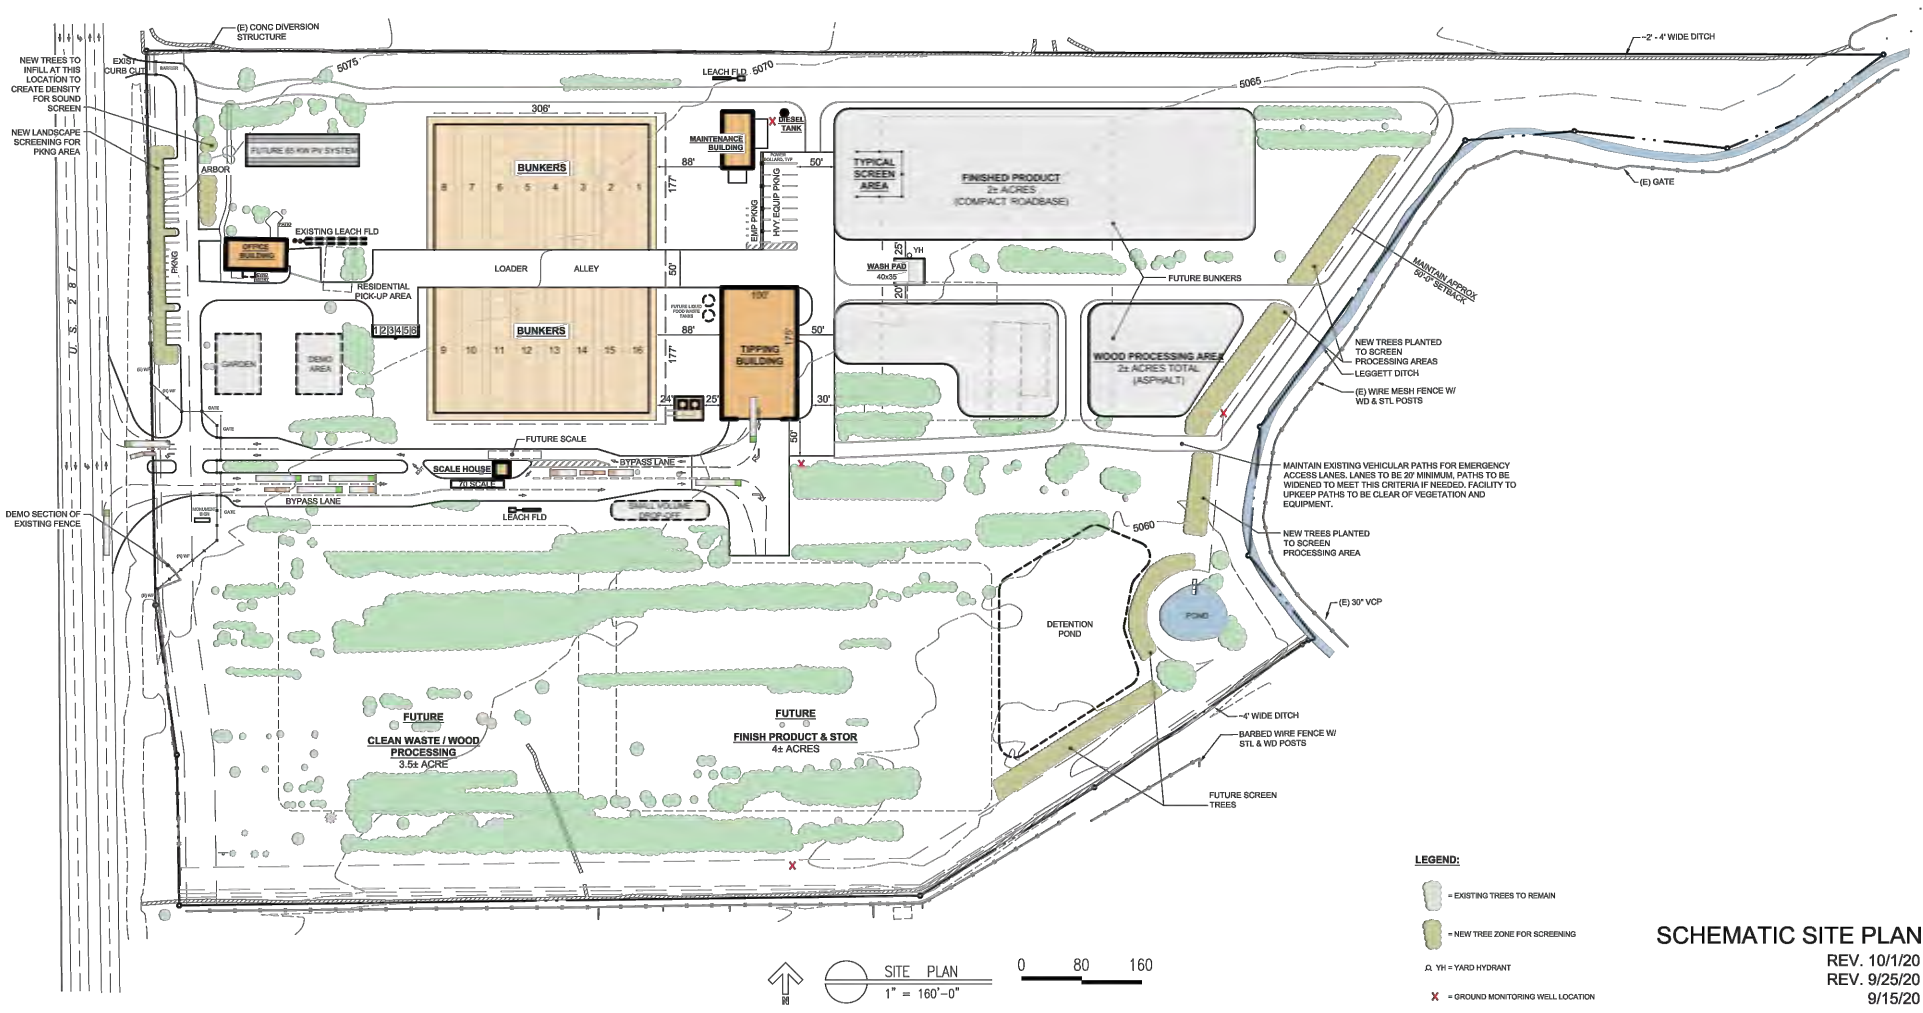 (E) CONC DIVERSION
STRUCTURE
~2' - 4' WIDE DITCH
NEW TREES TO
INFILL AT THIS
LOCATION TO
CREATE DENSITY
FOR SOUND
SCREEN
EXIST
CURB CUT
BARRIER
5075
LEACH FLD
5070
5065
NEW LANDSCAPE
SCREENING FOR
PKNG AREA
306'
DIESEL
TANK
MAINTENANCE
BUILDING
FUTURE 65 KW PV SYSTEM
ARBOR
BUNKERS
8 7 6 5 4 3 2 1
88'
177'
50'
EMP PKNG
HVY EQUIP PKNG
TYPICAL
SCREEN
AREA
FINISHED PRODUCT
2± ACRES
(COMPACT ROADBASE)
(E) GATE
EXISTING LEACH FLD
OFFICE
BUILDING
PKNG
LOADER ALLEY
50'
25'
YH
WASH PAD
40x35
20'
FUTURE BUNKERS
MAINTAIN APPROX
50'-0" SETBACK
RESIDENTIAL
PICK-UP AREA
1 2 3 4 5 6
U.S. 287
GARDEN
DEMO
AREA
BUNKERS
9 10 11 12 13 14 15 16
88'
177'
FUTURE LIQUID
FOOD WASTE
TANKS
100'
175'
TIPPING
BUILDING
50'
30'
24'
25'
50'
WOOD PROCESSING AREA
2± ACRES TOTAL
(ASPHALT)
NEW TREES PLANTED
TO SCREEN
PROCESSING AREAS
LEGGETT DITCH
(E) WIRE MESH FENCE W/
WD & STL POSTS
GATE
GATE
FUTURE SCALE
SCALE HOUSE
70 SCALE
BYPASS LANE
BYPASS LANE
MAINTAIN EXISTING VEHICULAR PATHS FOR EMERGENCY
ACCESS LANES. LANES TO BE 20' MINIMUM, PATHS TO BE
WIDENED TO MEET THIS CRITERIA IF NEEDED. FACILITY TO
UPKEEP PATHS TO BE CLEAR OF VEGETATION AND
EQUIPMENT.
DEMO SECTION OF
EXISTING FENCE
MONUMENT
SIGN
GATE
LEACH FLD
SMALL VOLUME
DROP-OFF
5060
NEW TREES PLANTED
TO SCREEN
PROCESSING AREA
(E) 30" VCP
POND
DETENTION
POND
FUTURE
CLEAN WASTE / WOOD
PROCESSING
3.5± ACRE
FUTURE
FINISH PRODUCT & STOR
4± ACRES
~4' WIDE DITCH
BARBED WIRE FENCE W/
STL & WD POSTS
FUTURE SCREEN
TREES
LEGEND:
= EXISTING TREES TO REMAIN
= NEW TREE ZONE FOR SCREENING
YH = YARD HYDRANT
X = GROUND MONITORING WELL LOCATION
N
SITE PLAN
1" = 160'-0"
0 80 160
SCHEMATIC SITE PLAN
REV. 10/1/20
REV. 9/25/20
9/15/20